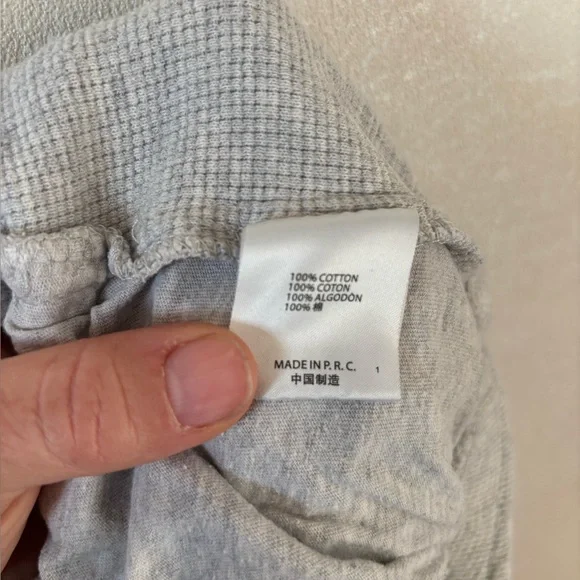 100% COTTON
100% COTON
100% ALGODÓN
100% 棉
MADE IN P. R. C. 1
中国制造